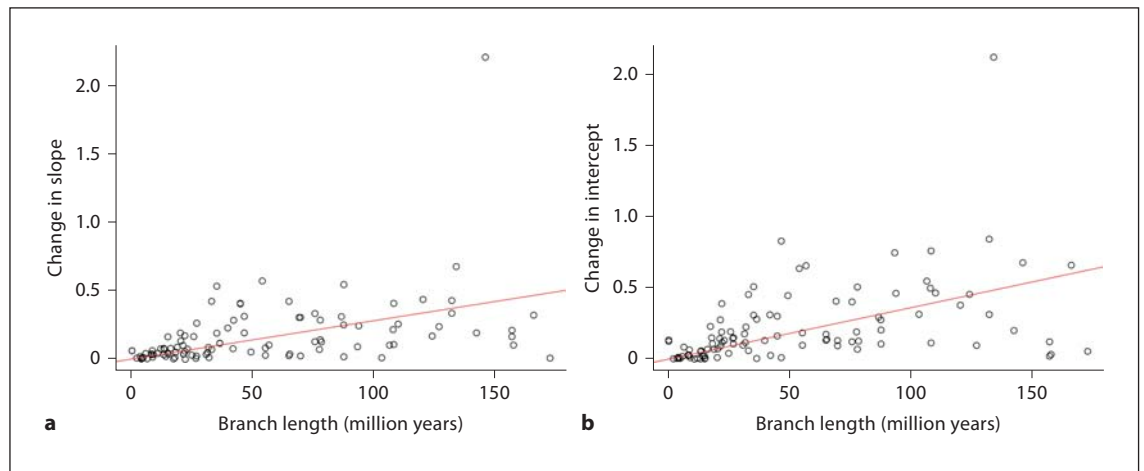 2.0
1.5
1.0
0.5
0
Change in slope
0 50 100 150
Branch length (million years)
a
2.0
1.5
1.0
0.5
0
Change in intercept
0 50 100 150
Branch length (million years)
b